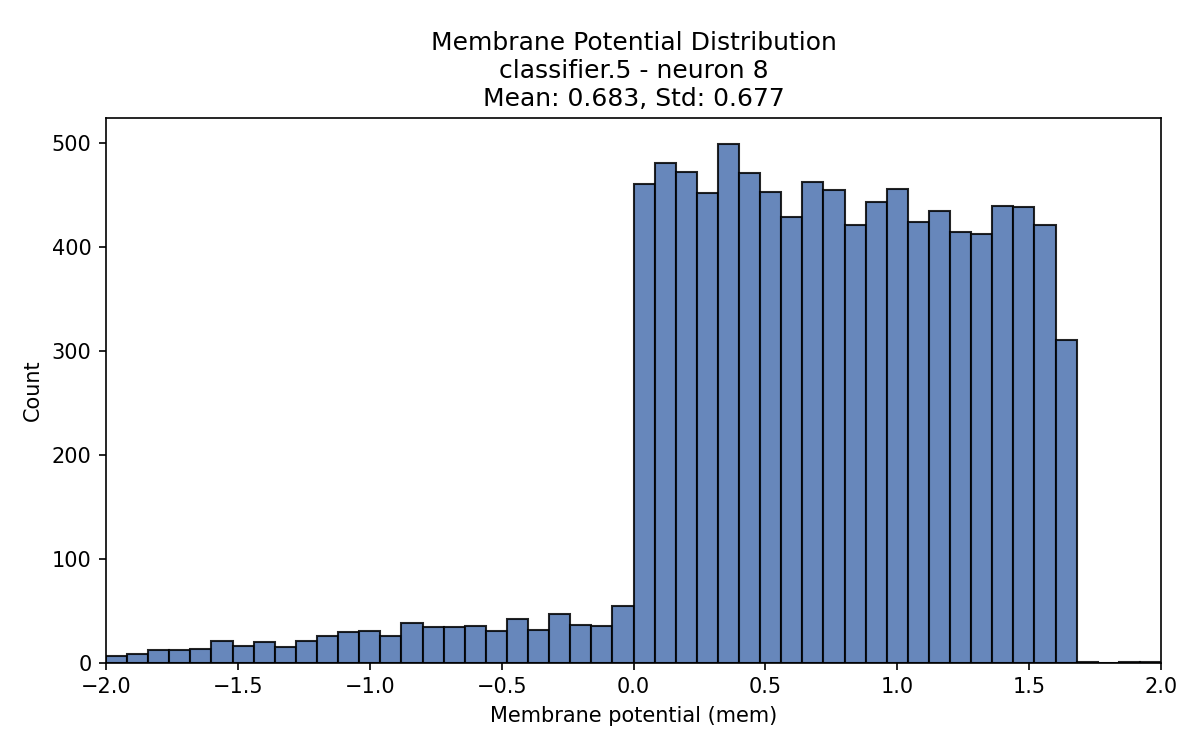 Membrane Potential Distribution
classifier.5 - neuron 8
Mean: 0.683, Std: 0.677
500
400
300
200
100
0
Count
−2.0 −1.5 −1.0 −0.5 0.0 0.5 1.0 1.5 2.0
Membrane potential (mem)